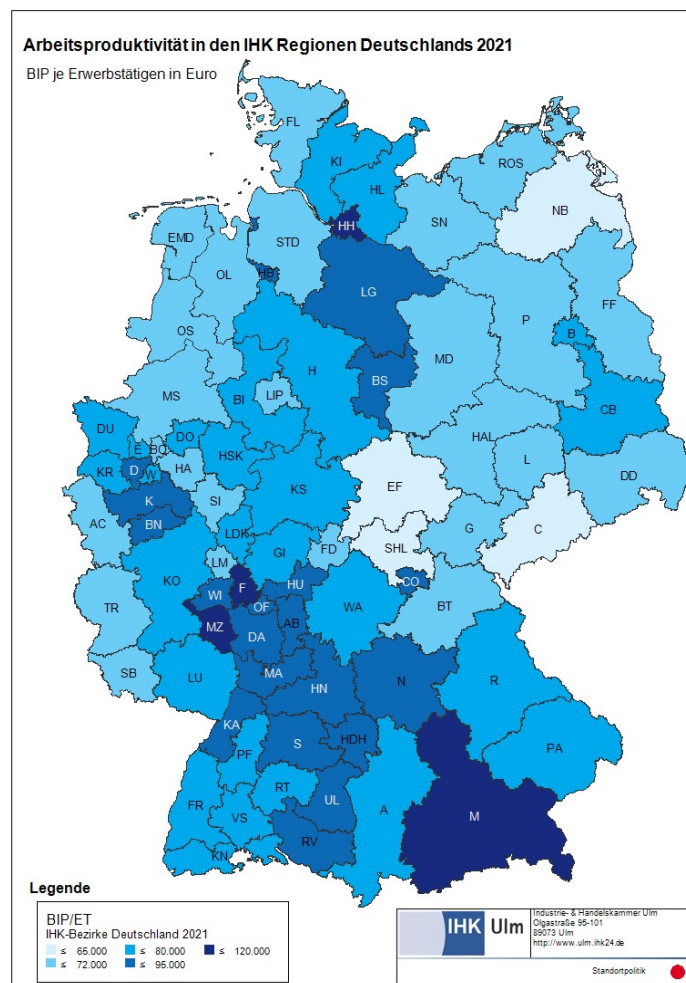 Arbeitsproduktivität in den IHK Regionen Deutschlands 2021
BIP je Erwerbstätigen in Euro
FL
KI
HL
ROS
NB
SN
HH
EMD
STD
OL
HB
LG
FF
P
B
OS
H
MD
BS
MS
BI
LIP
CB
DU
DO
E
BO
HAL
HSK
HA
KR
D
W
L
KS
EF
DD
K
SI
AC
BN
G
C
LDK
SHL
GI
FD
LM
KO
HU
CO
F
WI
WA
OF
TR
BT
AB
MZ
DA
SB
MA
LU
N
R
HN
KA
S
HDH
PF
PA
RT
UL
FR
A
VS
M
RV
KN
Legende
BIP/ET
IHK-Bezirke Deutschland 2021
≤ 65.000 ≤ 80.000 ≤ 120.000
≤ 72.000 ≤ 95.000
IHK Ulm
Industrie- & Handelskammer Ulm
Olgastraße 95-101
89073 Ulm
http://www.ulm.ihk24.de
Standortpolitik